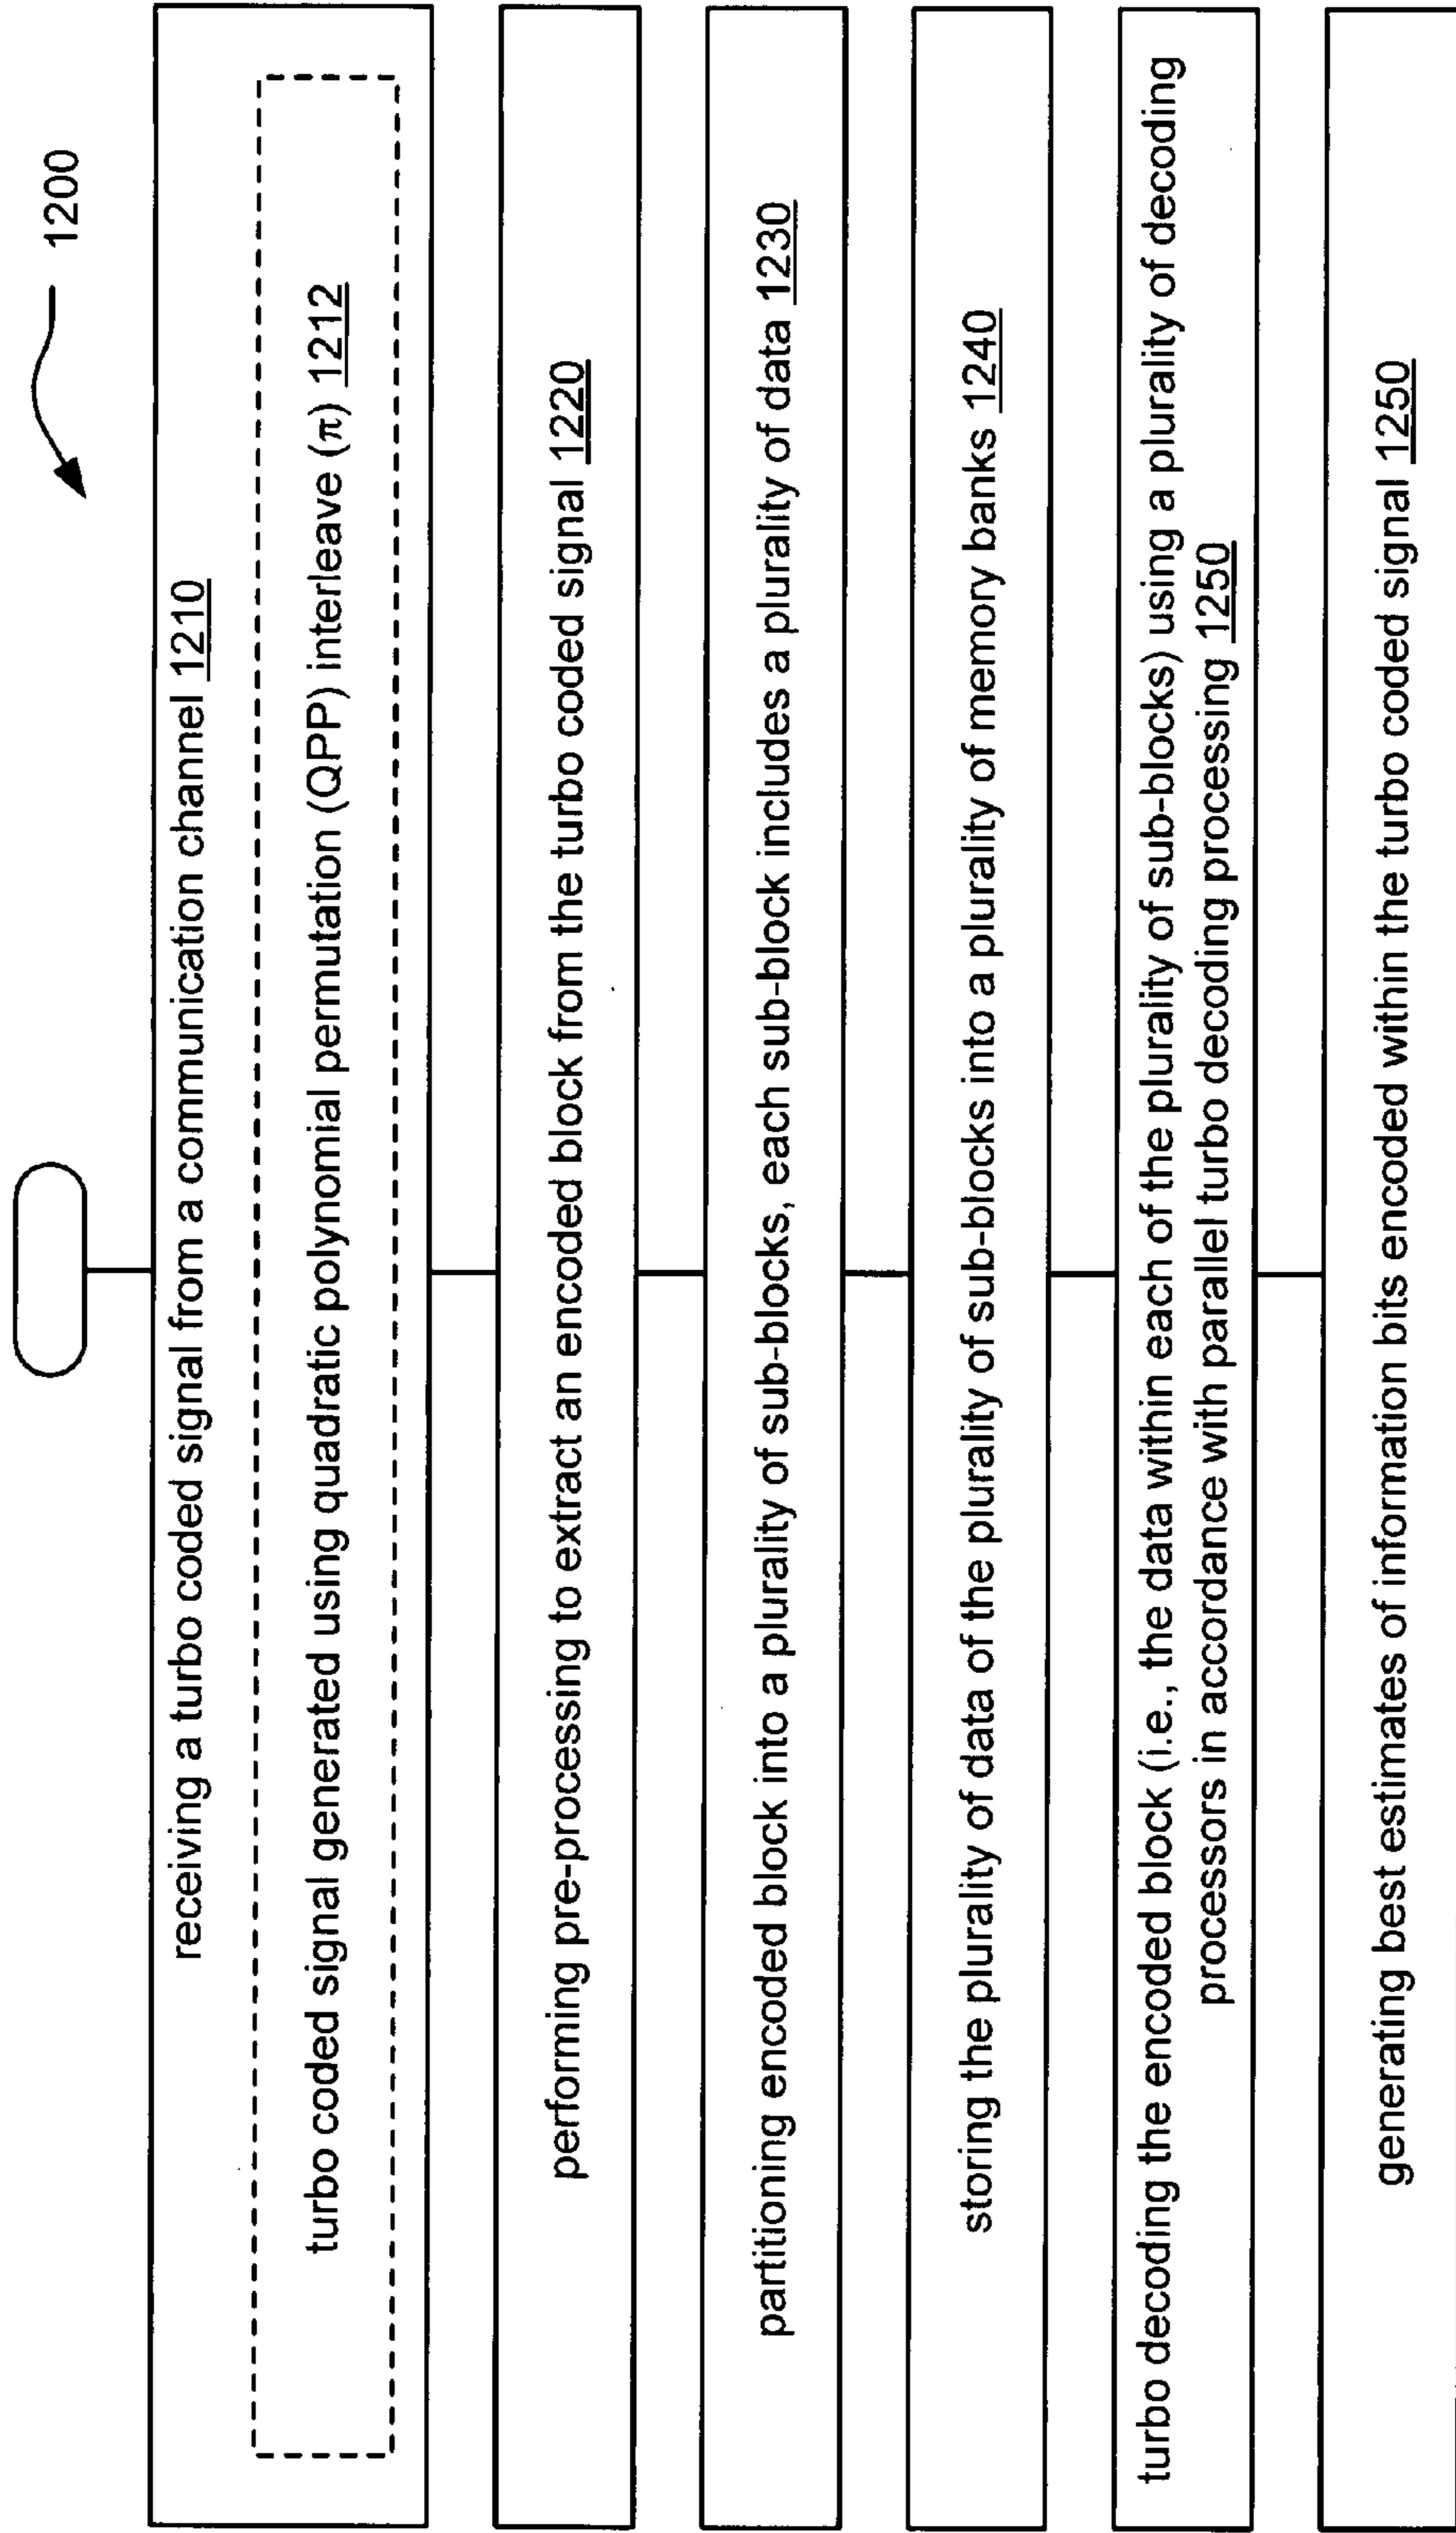 1200
receiving a turbo coded signal from a communication channel 1210
turbo coded signal generated using quadratic polynomial permutation (QPP) interleave (π) 1212
performing pre-processing to extract an encoded block from the turbo coded signal 1220
partitioning encoded block into a plurality of sub-blocks, each sub-block includes a plurality of data 1230
storing the plurality of data of the plurality of sub-blocks into a plurality of memory banks 1240
turbo decoding the encoded block (i.e., the data within each of the plurality of sub-blocks) using a plurality of decoding
processors in accordance with parallel turbo decoding processing 1250
generating best estimates of information bits encoded within the turbo coded signal 1250